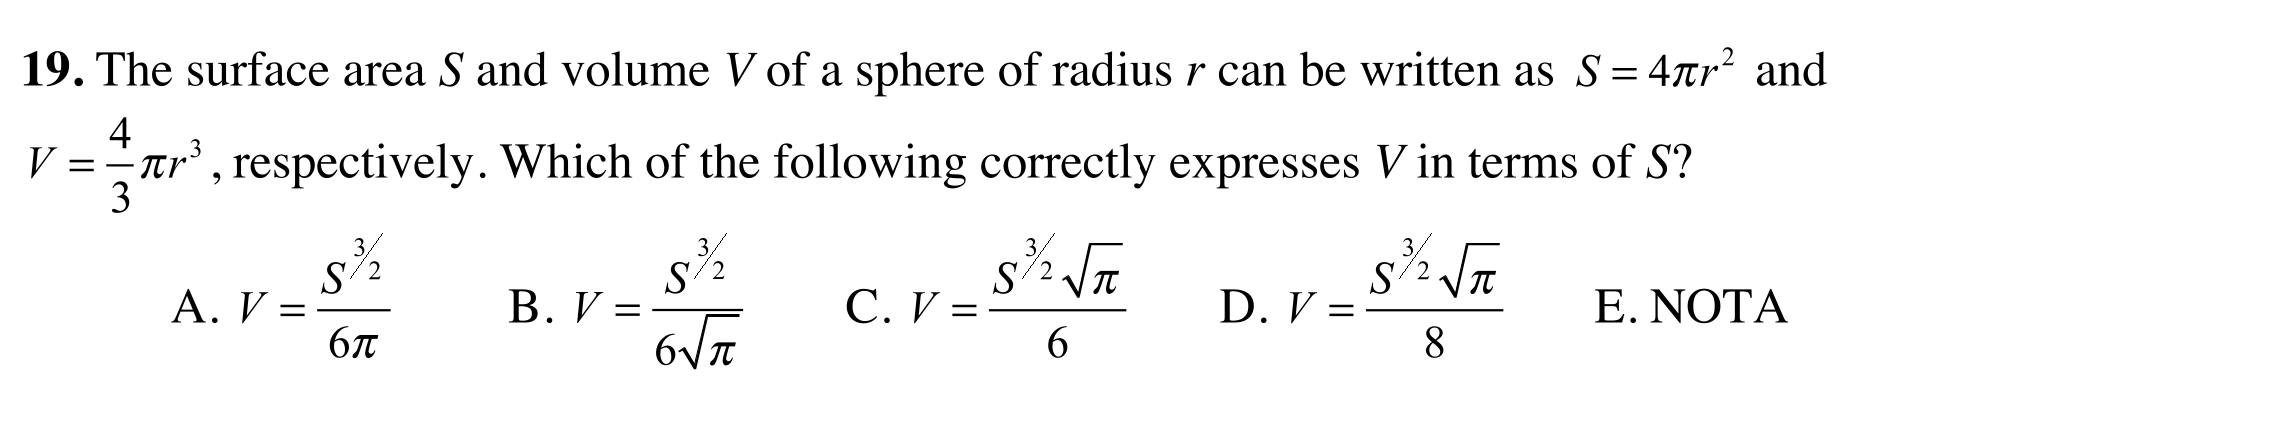 19. The surface area S and volume V of a sphere of radius r can be written as S = 4πr² and
V = 4/3 πr³, respectively. Which of the following correctly expresses V in terms of S?
A. V = S^(3/2) / 6π B. V = S^(3/2) / 6√π C. V = S^(3/2)√π / 6 D. V = S^(3/2)√π / 8 E. NOTA